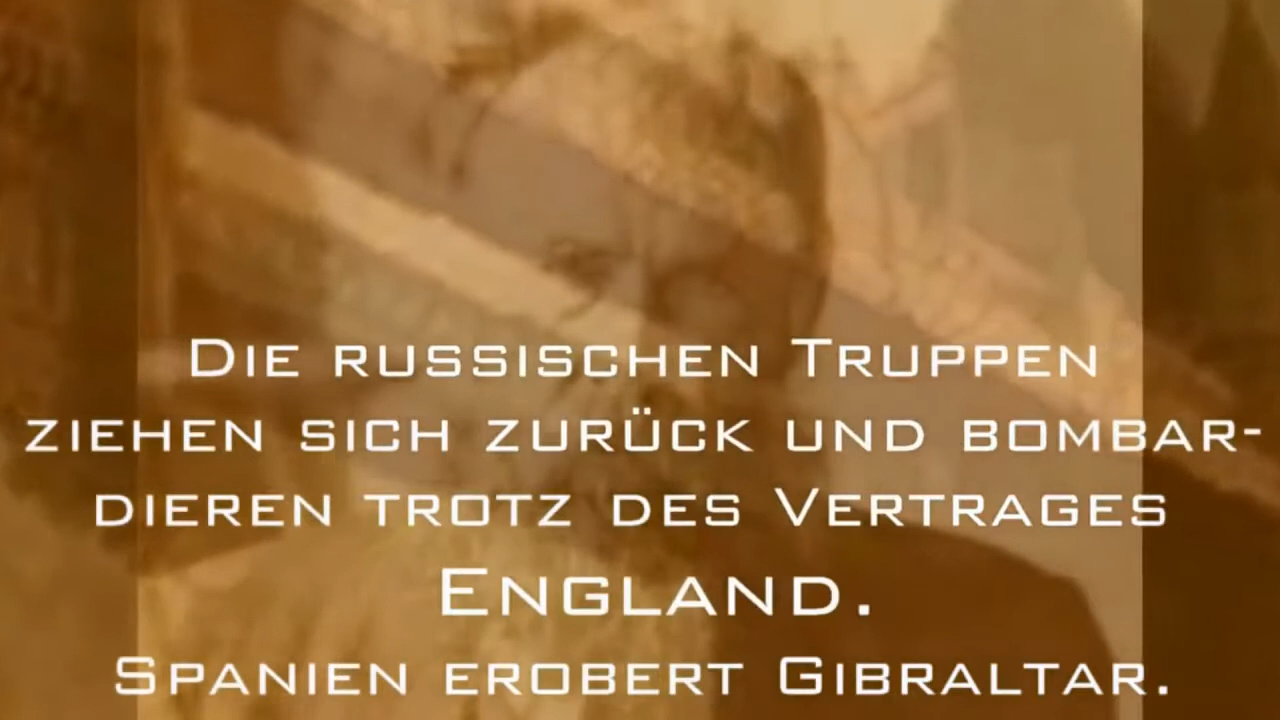 Die russischen Truppen
ziehen sich zurück und bombar-
dieren trotz des Vertrages
England.
Spanien erobert Gibraltar.